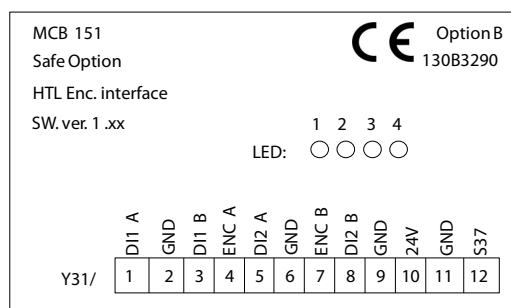 MCB 151
Option B
Safe Option
130B3290
HTL Enc. interface
SW. ver. 1 .xx
1 2 3 4
LED:
DI1 A GND DI1 B ENC A DI2 A GND ENC B DI2 B GND 24V GND S37
Y31/ 1 2 3 4 5 6 7 8 9 10 11 12